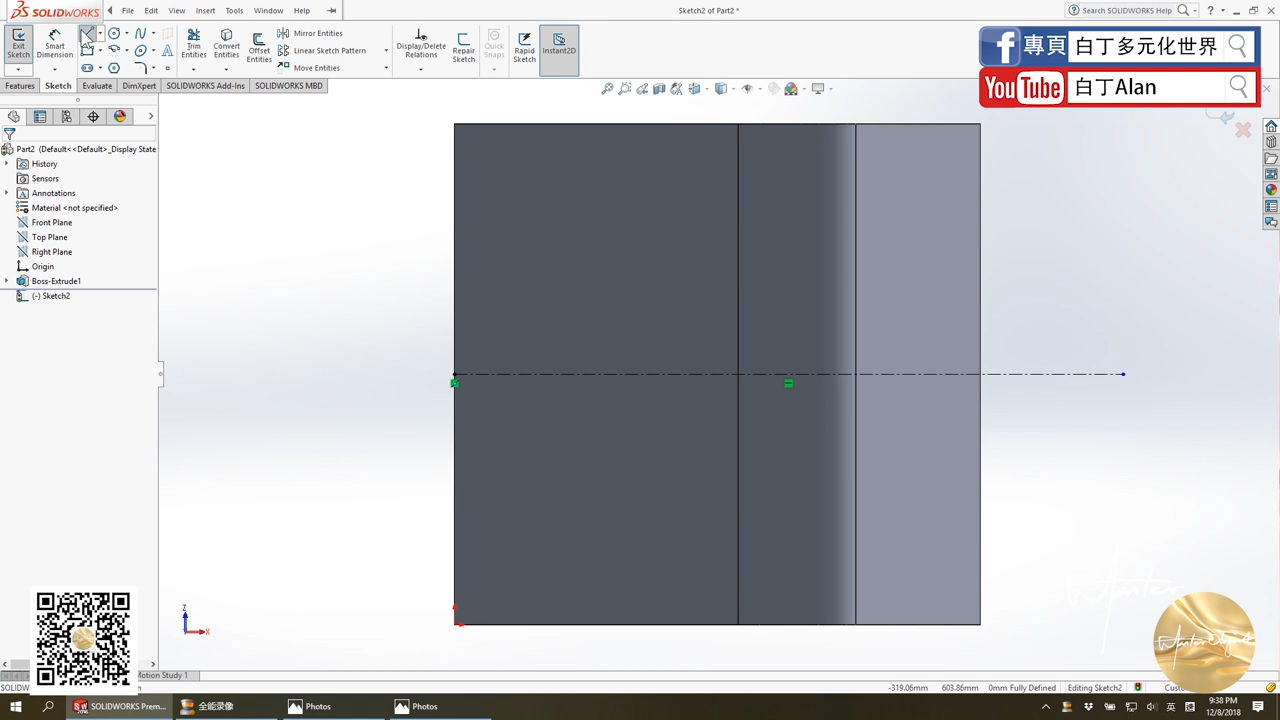 SOLIDWORKS
File
Edit
View
Insert
Tools
Window
Help
Sketch2 of Part2 *
Search SOLIDWORKS Help
Exit Sketch
Smart Dimension
Trim Entities
Convert Entities
Offset Entities
Mirror Entities
Linear Sketch Pattern
Move Entities
Display/Delete Relations
Repair Sketch
Quick Snaps
Rapid Sketch
Instant2D
專頁
白丁多元化世界
YouTube
白丁Alan
Features
Sketch
Evaluate
DimXpert
SOLIDWORKS Add-Ins
SOLIDWORKS MBD
Part2 (Default<<Default>_Display State
History
Sensors
Annotations
Material <not specified>
Front Plane
Top Plane
Right Plane
Origin
Boss-Extrude1
(-) Sketch2
Z
X
Motion Study 1
SOLIDW
-319.06mm
603.86mm
0mm
Fully Defined
Editing Sketch2
SOLIDWORKS Prem...
全能录像
Photos
Photos
英
9:38 PM
12/8/2018